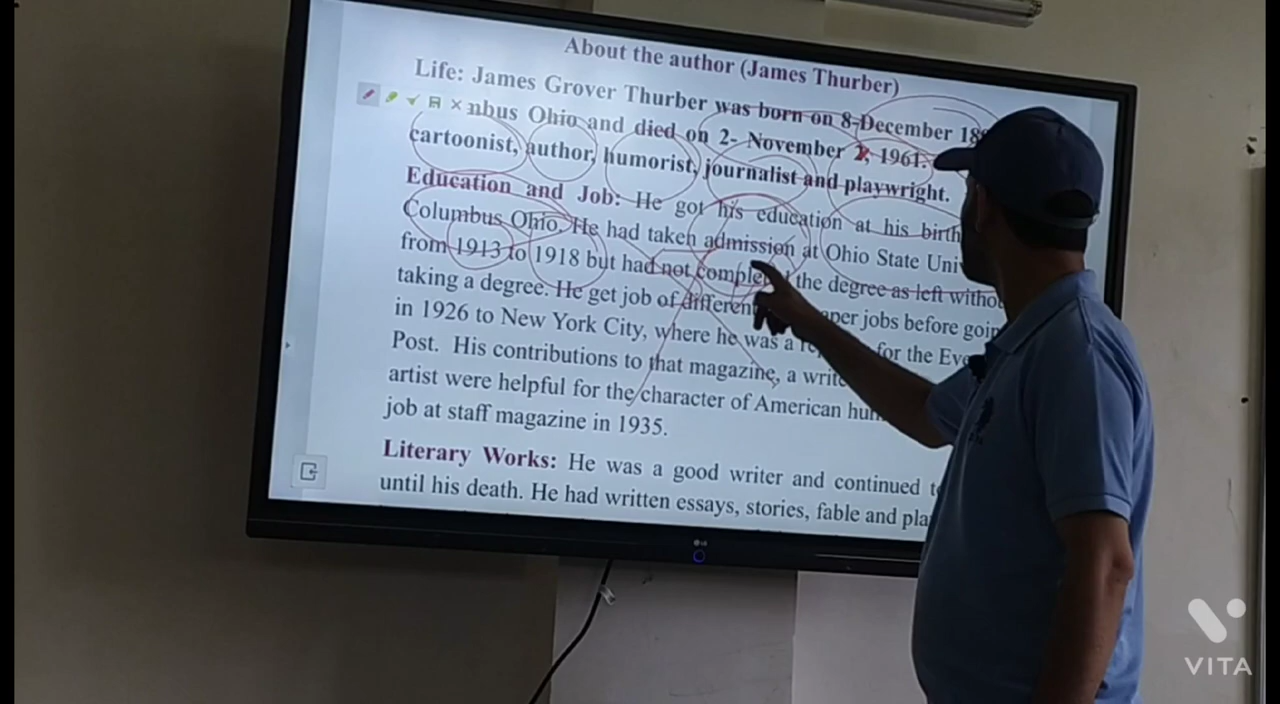 About the author (James Thurber)
Life: James Grover Thurber was born on 8-December 18
nbus Ohio and died on 2- November 2, 1961.
cartoonist, author, humorist, journalist and playwright.
Education and Job: He got his education at his birth
Columbus Ohio. He had taken admission at Ohio State Uni
from 1913 to 1918 but had not comple the degree as left witho
taking a degree. He get job of different aper jobs before goin
in 1926 to New York City, where he was a for the Eve
Post. His contributions to that magazine, a write
artist were helpful for the character of American hu
job at staff magazine in 1935.
Literary Works: He was a good writer and continued t
until his death. He had written essays, stories, fable and pla
LG
VITA